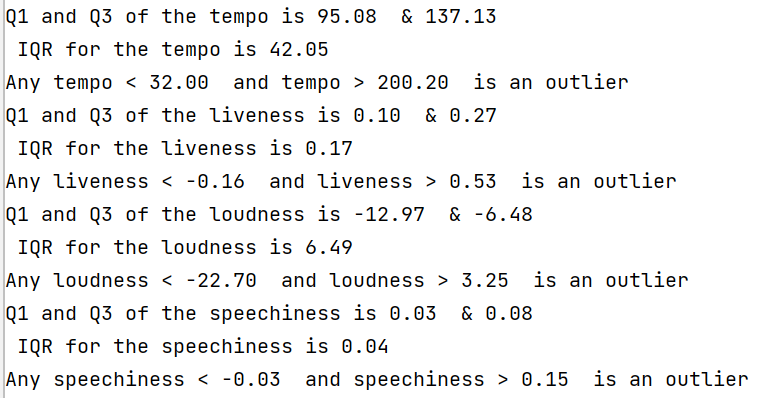 Q1 and Q3 of the tempo is 95.08  & 137.13
 IQR for the tempo is 42.05
Any tempo < 32.00  and tempo > 200.20  is an outlier
Q1 and Q3 of the liveness is 0.10  & 0.27
 IQR for the liveness is 0.17
Any liveness < -0.16  and liveness > 0.53  is an outlier
Q1 and Q3 of the loudness is -12.97  & -6.48
 IQR for the loudness is 6.49
Any loudness < -22.70  and loudness > 3.25  is an outlier
Q1 and Q3 of the speechiness is 0.03  & 0.08
 IQR for the speechiness is 0.04
Any speechiness < -0.03  and speechiness > 0.15  is an outlier